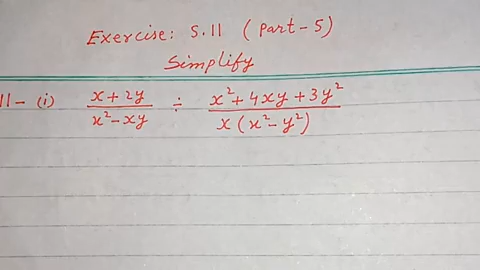 Exercise: 5.11 (Part-5)
Simplify
11- (i) x+2y / x²-xy ÷ x²+4xy+3y² / x(x²-y²)